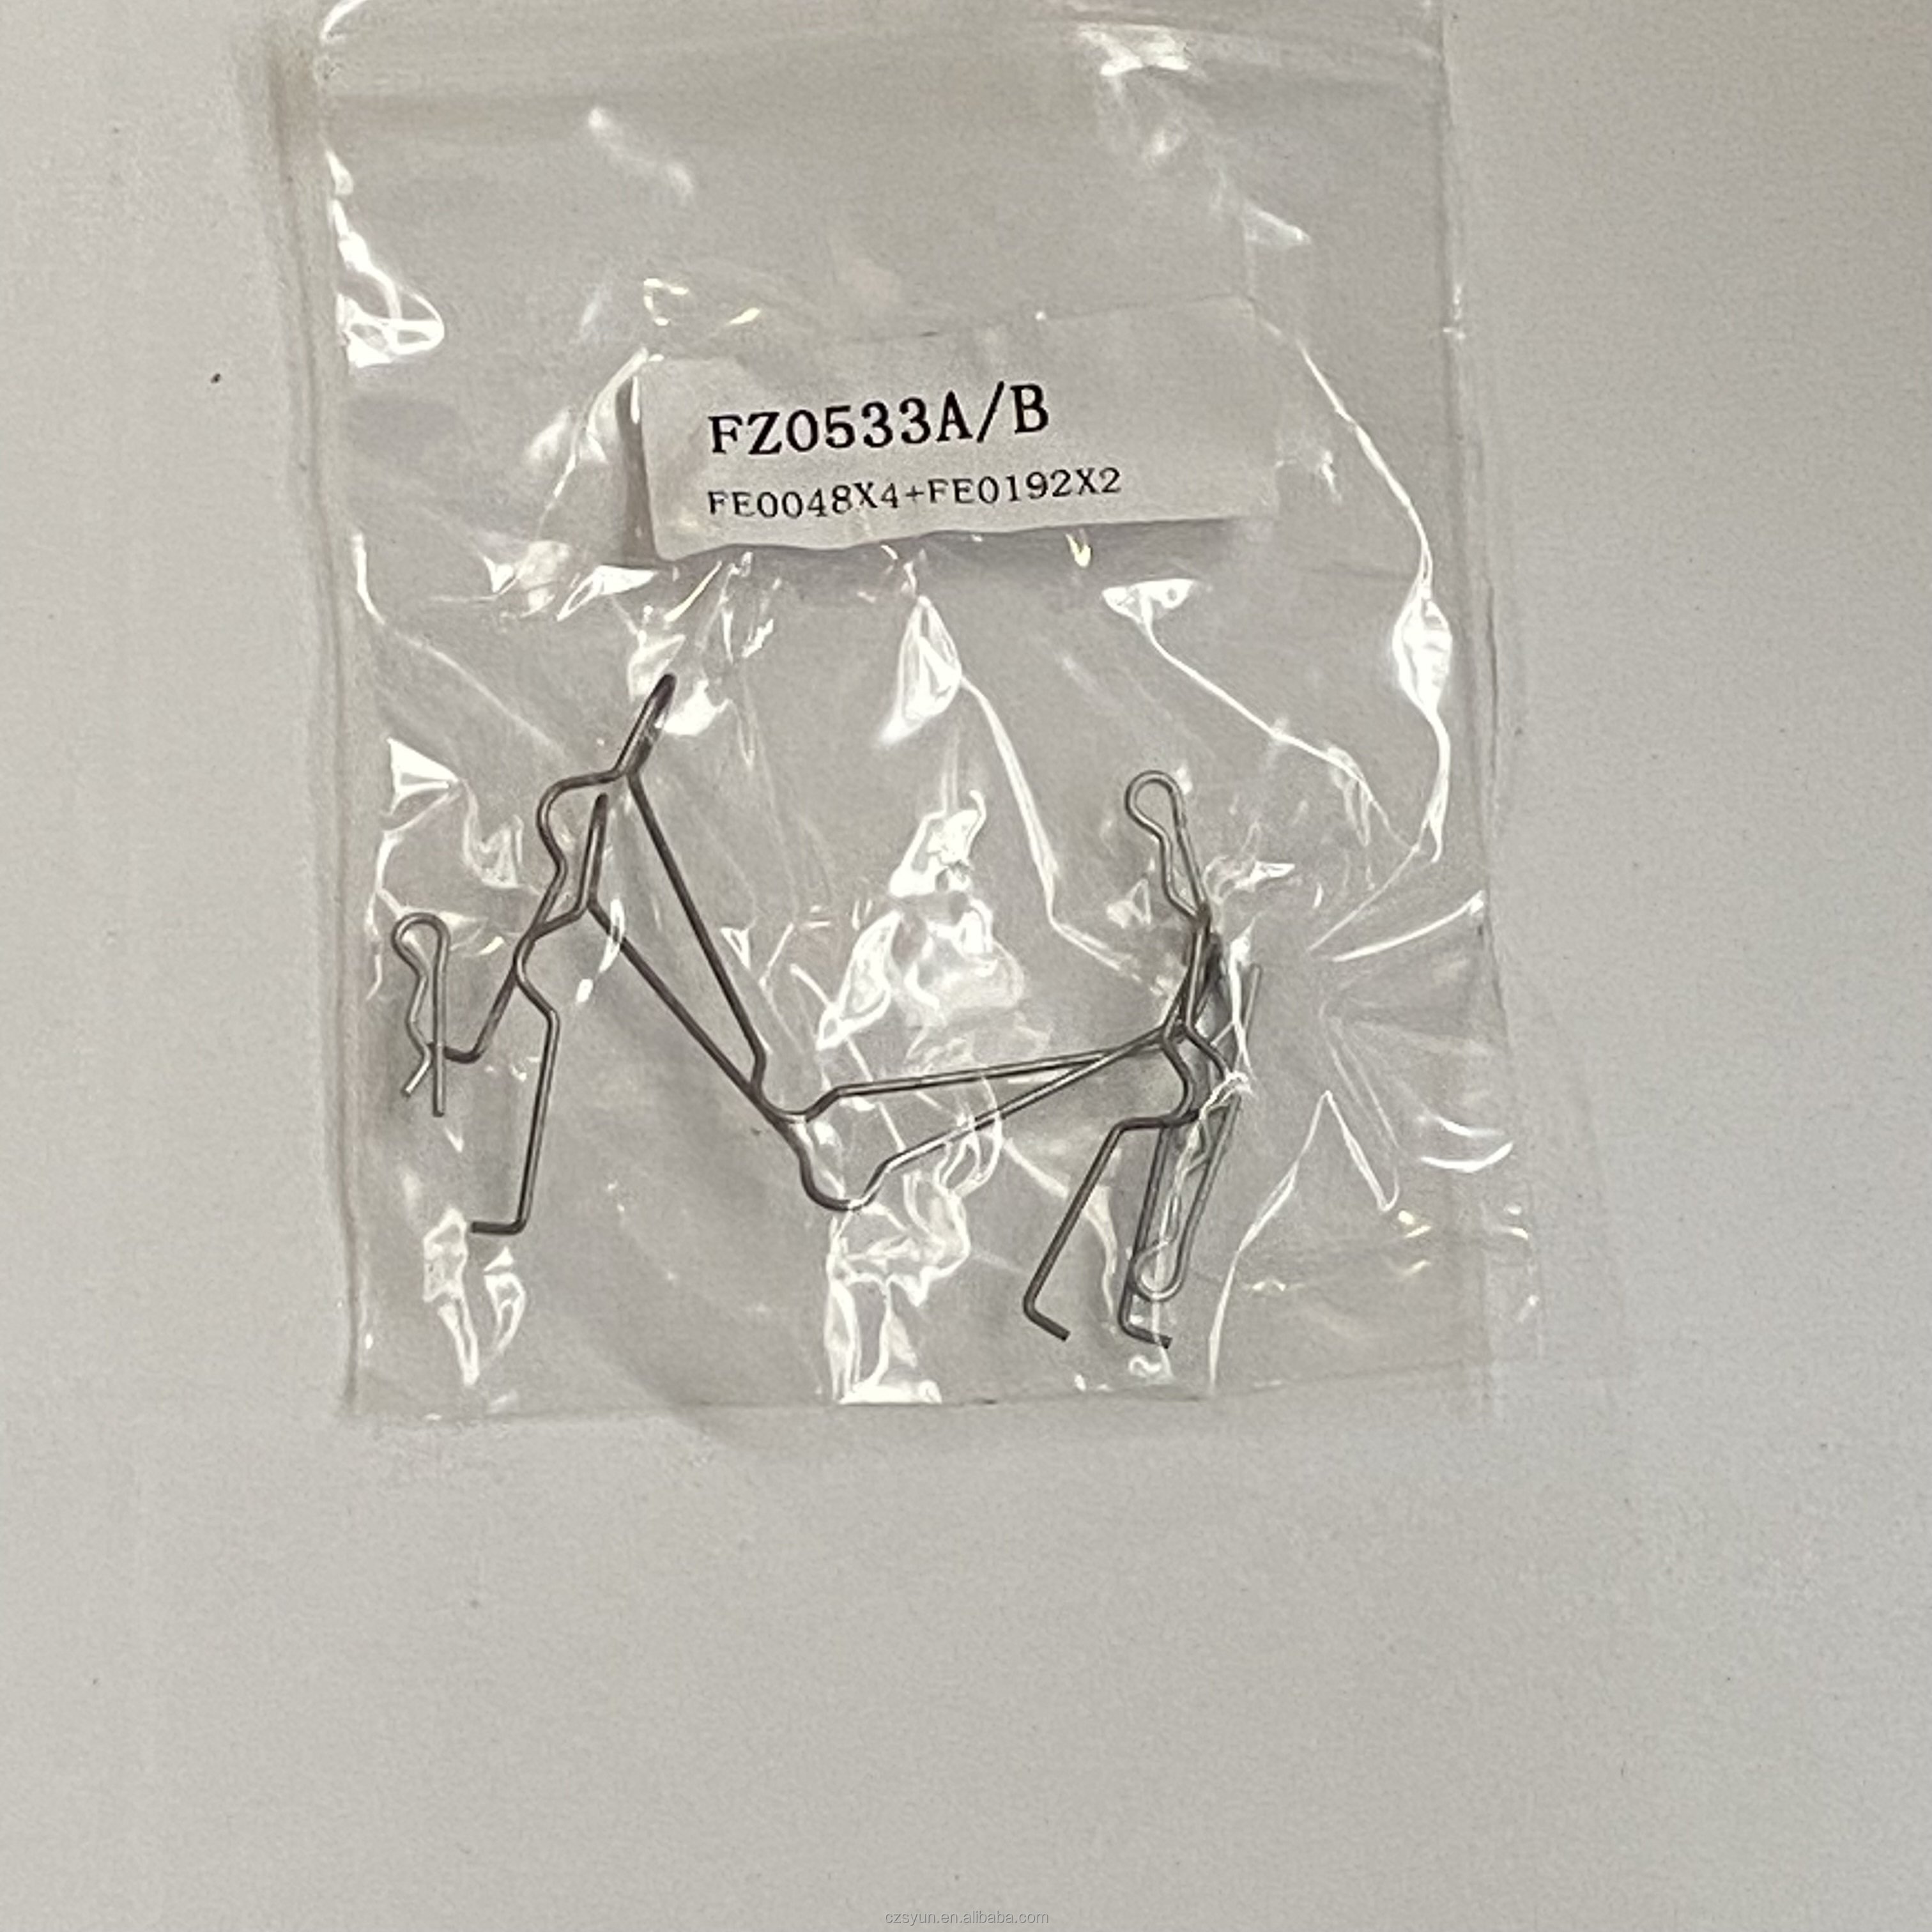 FZ0533A/B
FE0048X4+FE0192X2
czsyun.en.alibaba.com